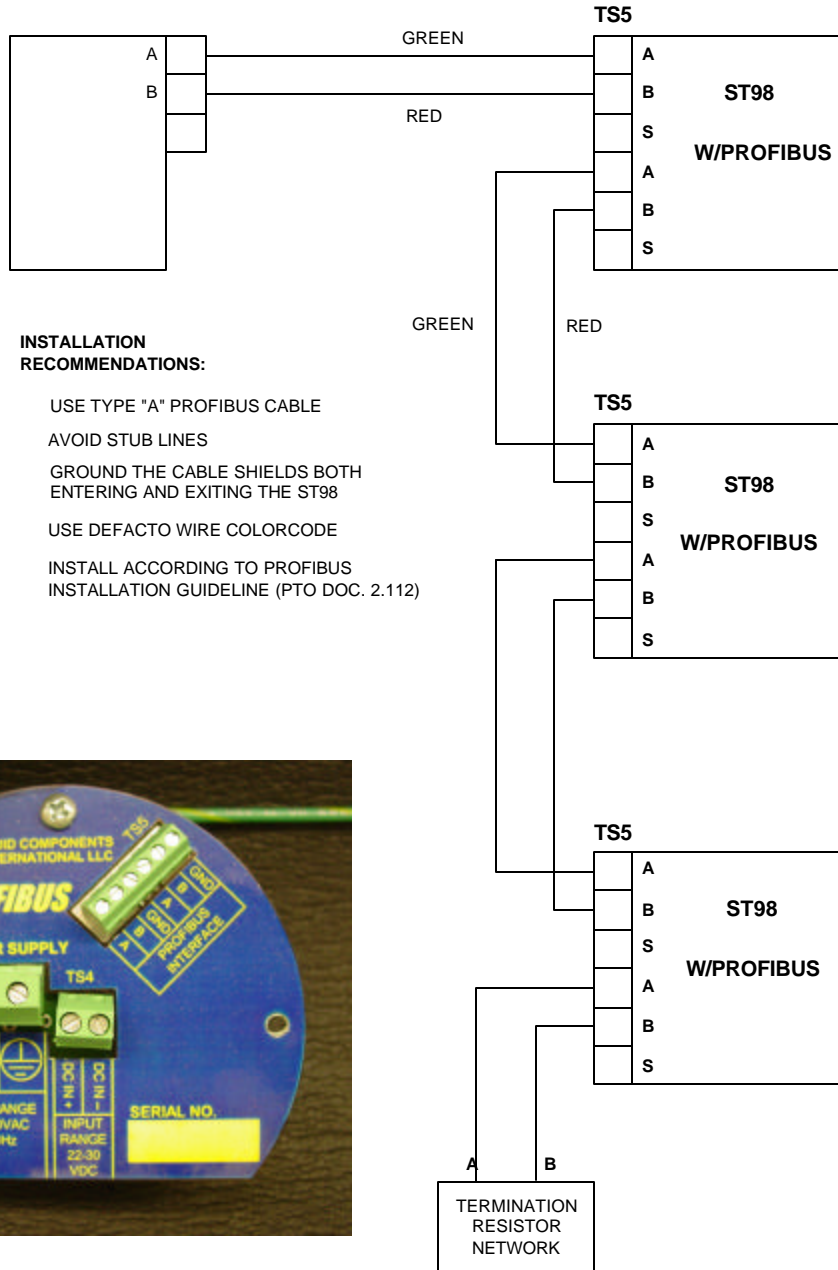 TS5
GREEN
A
B
RED
A
B
S
A
B
S
ST98
W/PROFIBUS
GREEN
RED
INSTALLATION
RECOMMENDATIONS:
USE TYPE "A" PROFIBUS CABLE
AVOID STUB LINES
GROUND THE CABLE SHIELDS BOTH
ENTERING AND EXITING THE ST98
USE DEFACTO WIRE COLORCODE
INSTALL ACCORDING TO PROFIBUS
INSTALLATION GUIDELINE (PTO DOC. 2.112)
TS5
A
B
S
A
B
S
ST98
W/PROFIBUS
COMPONENTS
LLC
TS5
A
B
GND
A
B
GND
PROFIBUS
INTERFACE
SUPPLY
TS4
DC IN +
DC IN -
INPUT
RANGE
22-30
VDC
SERIAL NO.
TS5
A
B
S
A
B
S
ST98
W/PROFIBUS
A
B
TERMINATION
RESISTOR
NETWORK